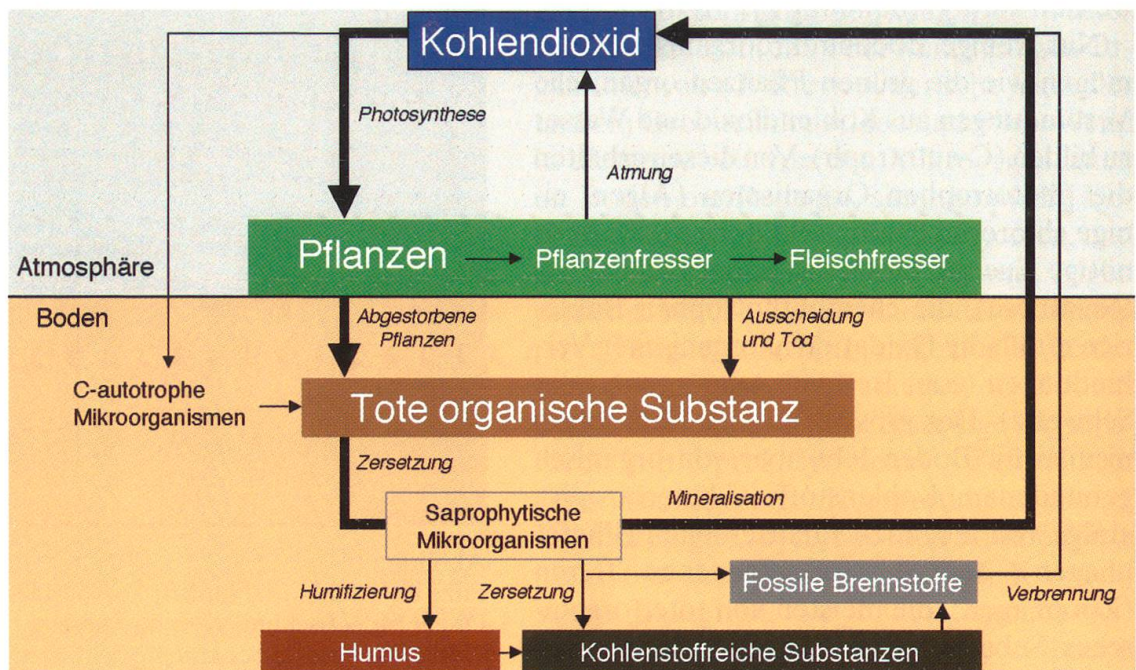 Kohlendioxid
Photosynthese
Atmung
Pflanzen
Pflanzenfresser
Fleischfresser
Atmosphäre
Boden
Abgestorbene
Pflanzen
Ausscheidung
und Tod
C-autotrophe
Mikroorganismen
Tote organische Substanz
Zersetzung
Mineralisation
Saprophytische
Mikroorganismen
Humifizierung
Zersetzung
Fossile Brennstoffe
Verbrennung
Humus
Kohlenstoffreiche Substanzen